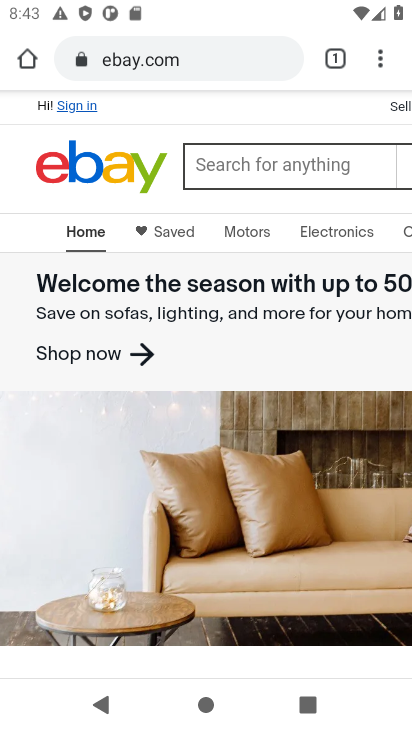 8:43
ebay.com
1
Hi! Sign in
Sell
ebay
Search for anything
Home
Saved
Motors
Electronics
Welcome the season with up to 50
Save on sofas, lighting, and more for your hom
Shop now